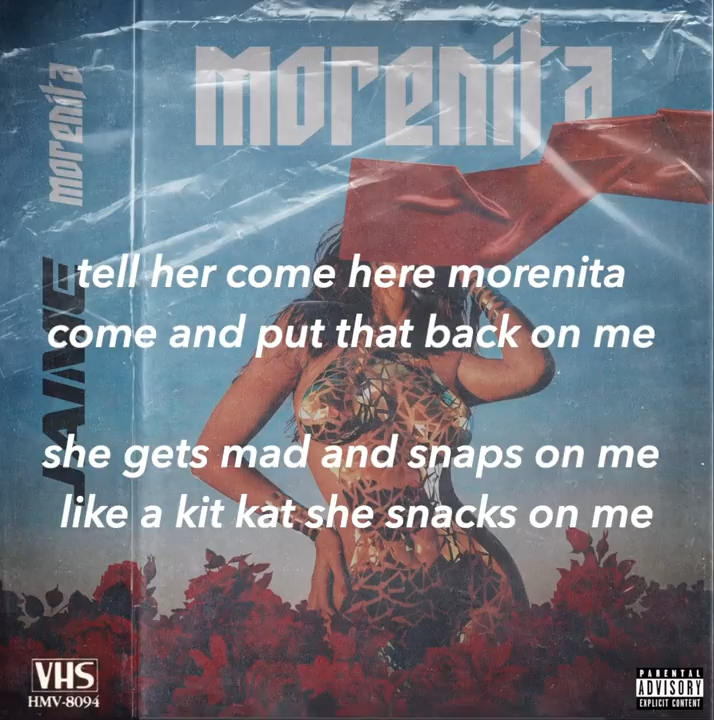 morenita
morenita
JAIME
tell her come here morenita
come and put that back on me
she gets mad and snaps on me
like a kit kat she snacks on me
VHS
HMV-8094
PARENTAL
ADVISORY
EXPLICIT CONTENT